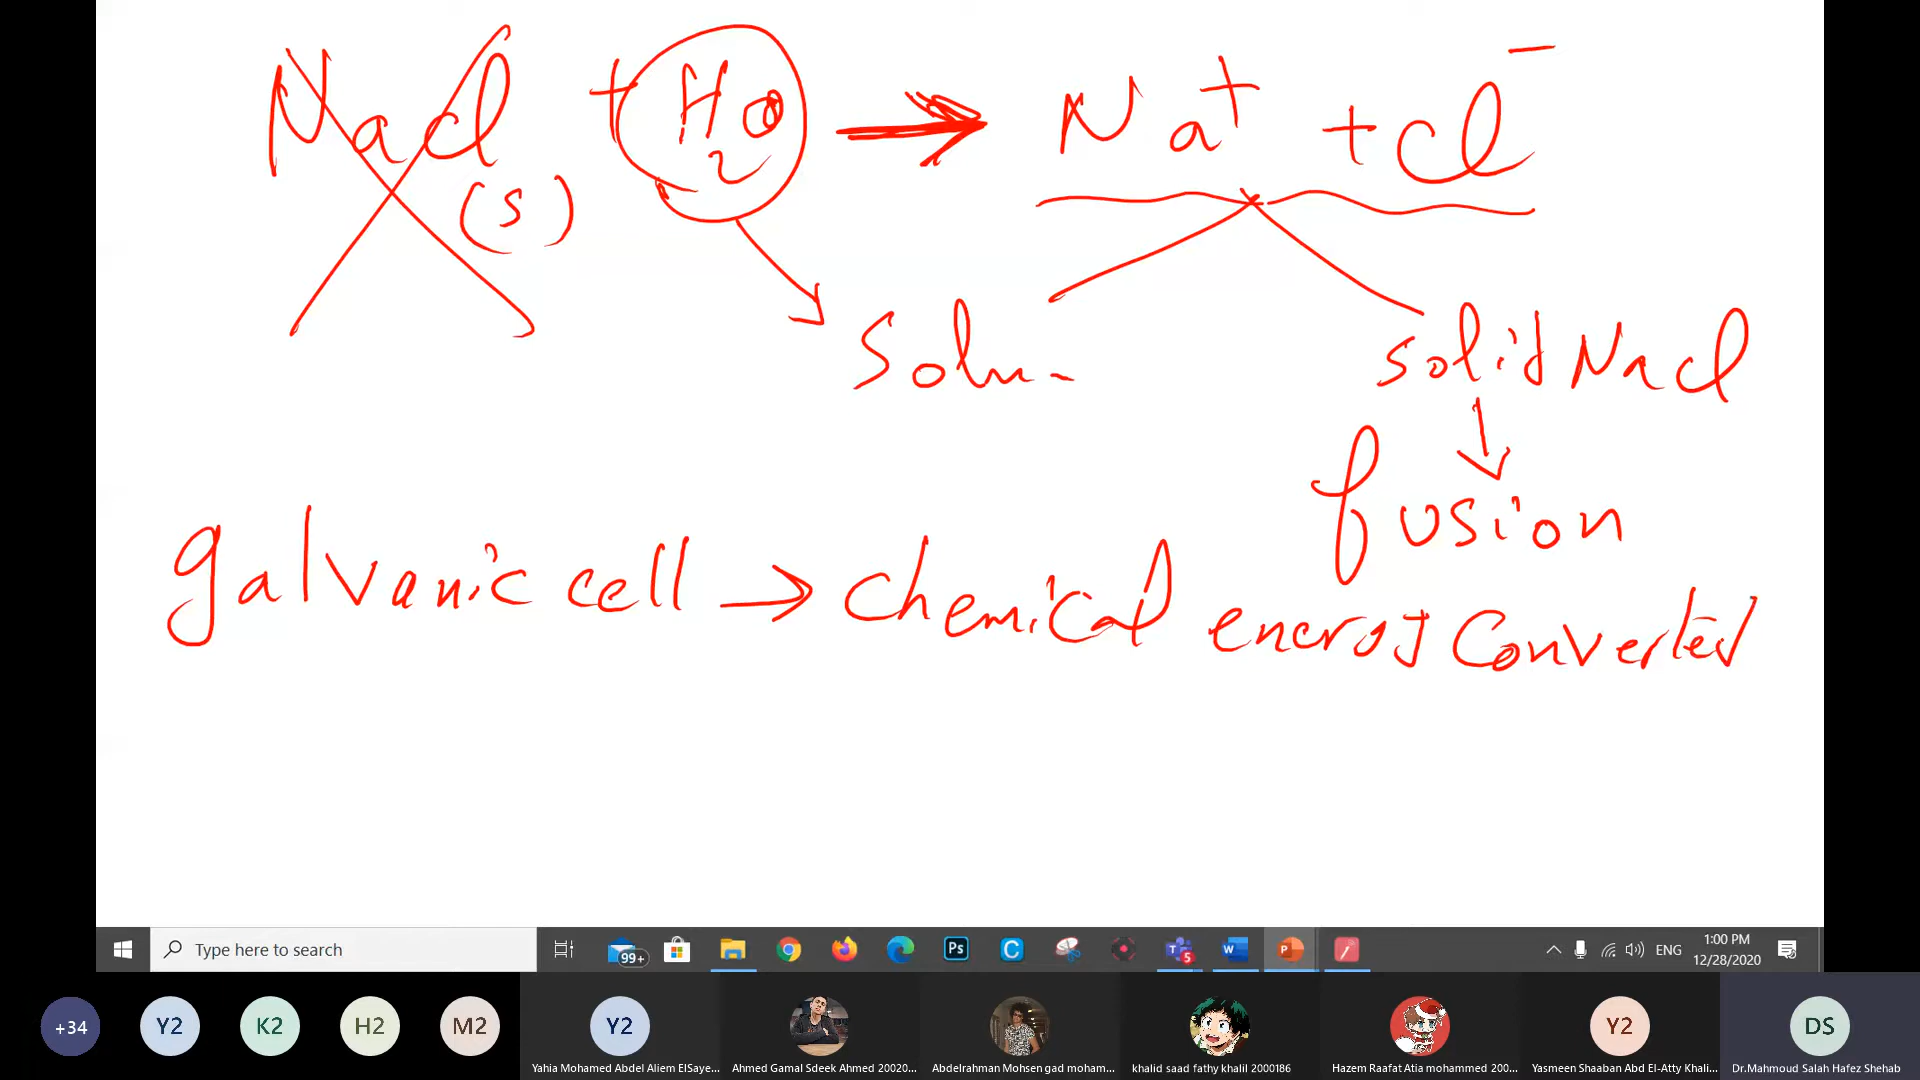 Nacl(s) + H2O → Na+ + cl-
Soln - solid Nacl
↓
fusion
galvanic cell → chemical energy Converted
Type here to search
99+
Ps
C
5
W
P
ENG
1:00 PM
12/28/2020
+34
Y2
K2
H2
M2
Y2
Y2
DS
Yahia Mohamed Abdel Aliem ElSaye...
Ahmed Gamal Sdeek Ahmed 20020...
Abdelrahman Mohsen gad moham...
khalid saad fathy khalil 2000186
Hazem Raafat Atia mohammed 200...
Yasmeen Shaaban Abd El-Atty Khali...
Dr.Mahmoud Salah Hafez Shehab